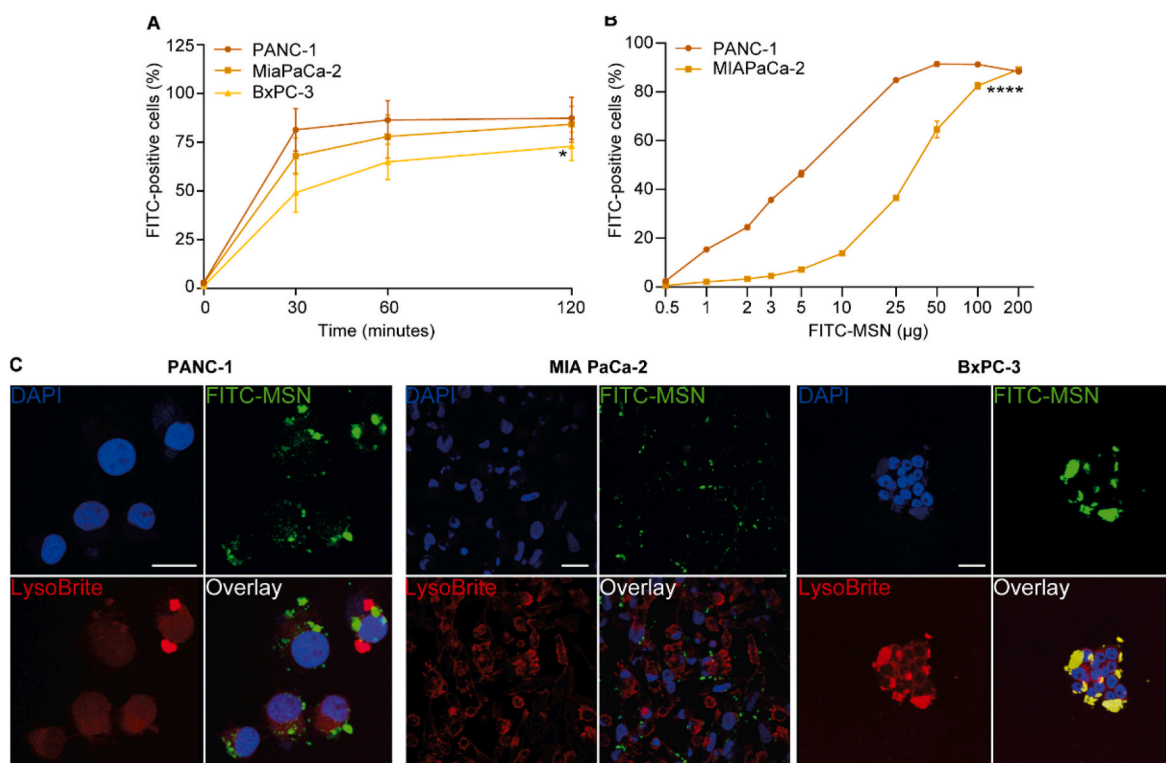 A
125
100
75
50
25
0
FITC-positive cells (%)
PANC-1
MiaPaCa-2
BxPC-3
*
0 30 60 120
Time (minutes)
B
100
80
60
40
20
0
FITC-positive cells (%)
PANC-1
MIAPaCa-2
****
0.5 1 2 3 5 10 25 50 100 200
FITC-MSN (µg)
C
PANC-1
DAPI FITC-MSN
LysoBrite Overlay
MIA PaCa-2
DAPI FITC-MSN
LysoBrite Overlay
BxPC-3
DAPI FITC-MSN
LysoBrite Overlay